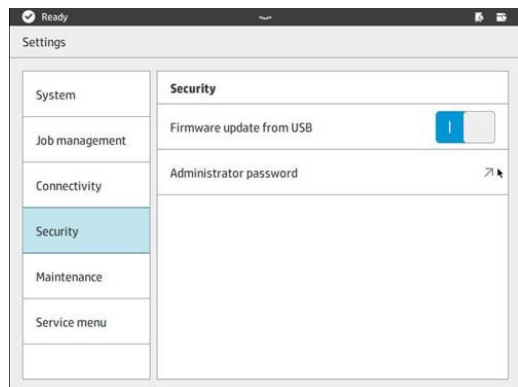 Ready
Settings
System
Job management
Connectivity
Security
Maintenance
Service menu
Security
Firmware update from USB
Administrator password